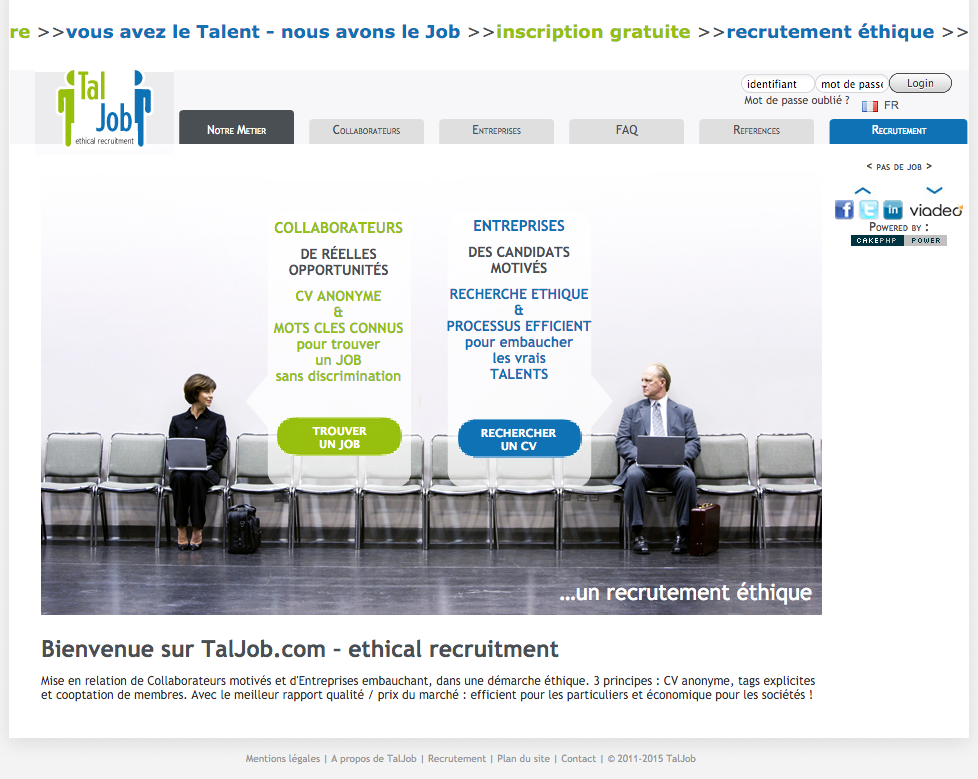 re >>vous avez le Talent - nous avons le Job >>inscription gratuite >>recrutement éthique >>
Tal
Job
ethical recruitment
identifiant mot de passe Login
Mot de passe oublié ? FR
Notre Metier Collaborateurs Entreprises FAQ References Recrutement
< pas de job >
viadeo
Powered by :
CAKEPHP POWER
COLLABORATEURS
DE RÉELLES
OPPORTUNITÉS
CV ANONYME
&
MOTS CLES CONNUS
pour trouver
un JOB
sans discrimination
TROUVER
UN JOB
ENTREPRISES
DES CANDIDATS
MOTIVÉS
RECHERCHE ETHIQUE
&
PROCESSUS EFFICIENT
pour embaucher
les vrais
TALENTS
RECHERCHER
UN CV
...un recrutement éthique
Bienvenue sur TalJob.com - ethical recruitment
Mise en relation de Collaborateurs motivés et d'Entreprises embauchant, dans une démarche éthique. 3 principes : CV anonyme, tags explicites
et cooptation de membres. Avec le meilleur rapport qualité / prix du marché : efficient pour les particuliers et économique pour les sociétés !
Mentions légales | A propos de TalJob | Recrutement | Plan du site | Contact | © 2011-2015 TalJob